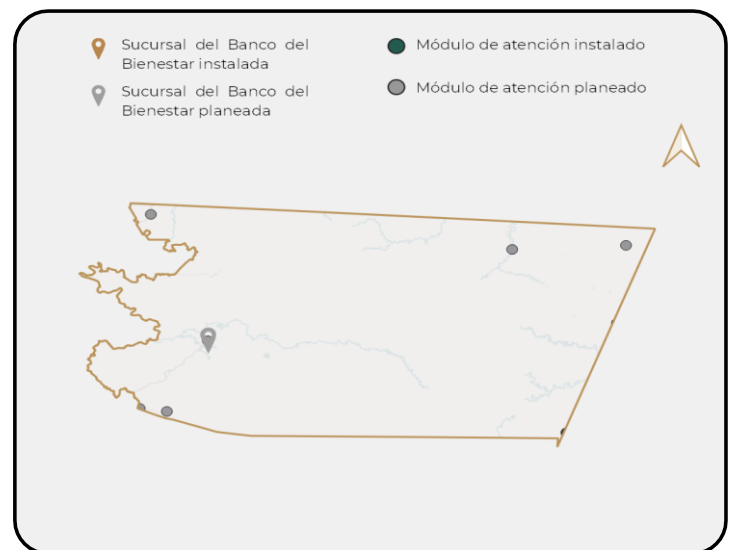 Sucursal del Banco del
Bienestar instalada
Sucursal del Banco del
Bienestar planeada
Módulo de atención instalado
Módulo de atención planeado